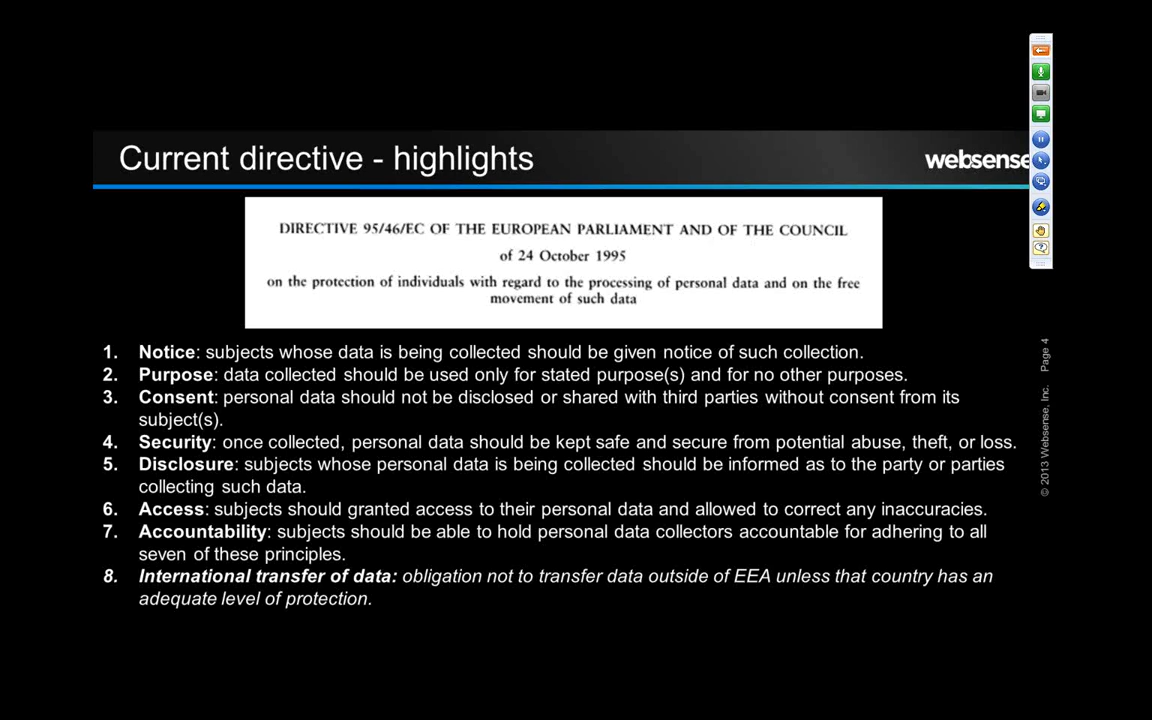 Current directive - highlights
websense
DIRECTIVE 95/46/EC OF THE EUROPEAN PARLIAMENT AND OF THE COUNCIL
of 24 October 1995
on the protection of individuals with regard to the processing of personal data and on the free
movement of such data
1. Notice: subjects whose data is being collected should be given notice of such collection.
2. Purpose: data collected should be used only for stated purpose(s) and for no other purposes.
3. Consent: personal data should not be disclosed or shared with third parties without consent from its
subject(s).
4. Security: once collected, personal data should be kept safe and secure from potential abuse, theft, or loss.
5. Disclosure: subjects whose personal data is being collected should be informed as to the party or parties
collecting such data.
6. Access: subjects should granted access to their personal data and allowed to correct any inaccuracies.
7. Accountability: subjects should be able to hold personal data collectors accountable for adhering to all
seven of these principles.
8. International transfer of data: obligation not to transfer data outside of EEA unless that country has an
adequate level of protection.
© 2013 Websense, Inc. Page 4